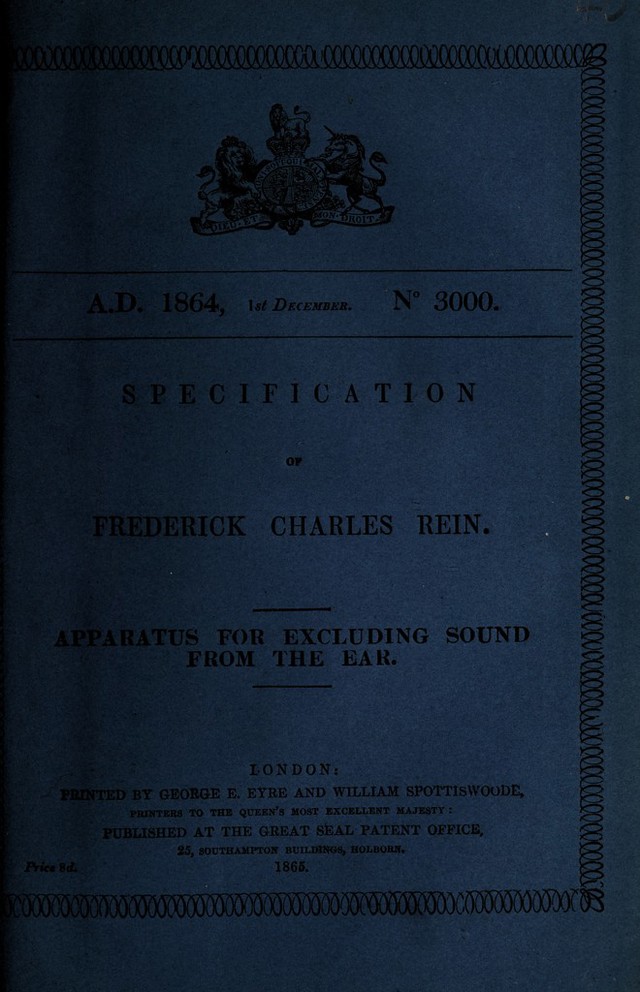 DIEU ET MON DROIT
A.D. 1864, 1st DECEMBER. No 3000.
SPECIFICATION
OF
FREDERICK CHARLES REIN.
APPARATUS FOR EXCLUDING SOUND
FROM THE EAR.
LONDON:
PRINTED BY GEORGE E. EYRE AND WILLIAM SPOTTISWOODE,
PRINTERS TO THE QUEEN'S MOST EXCELLENT MAJESTY:
PUBLISHED AT THE GREAT SEAL PATENT OFFICE,
25, SOUTHAMPTON BUILDINGS, HOLBORN.
Price 8d.
1865.